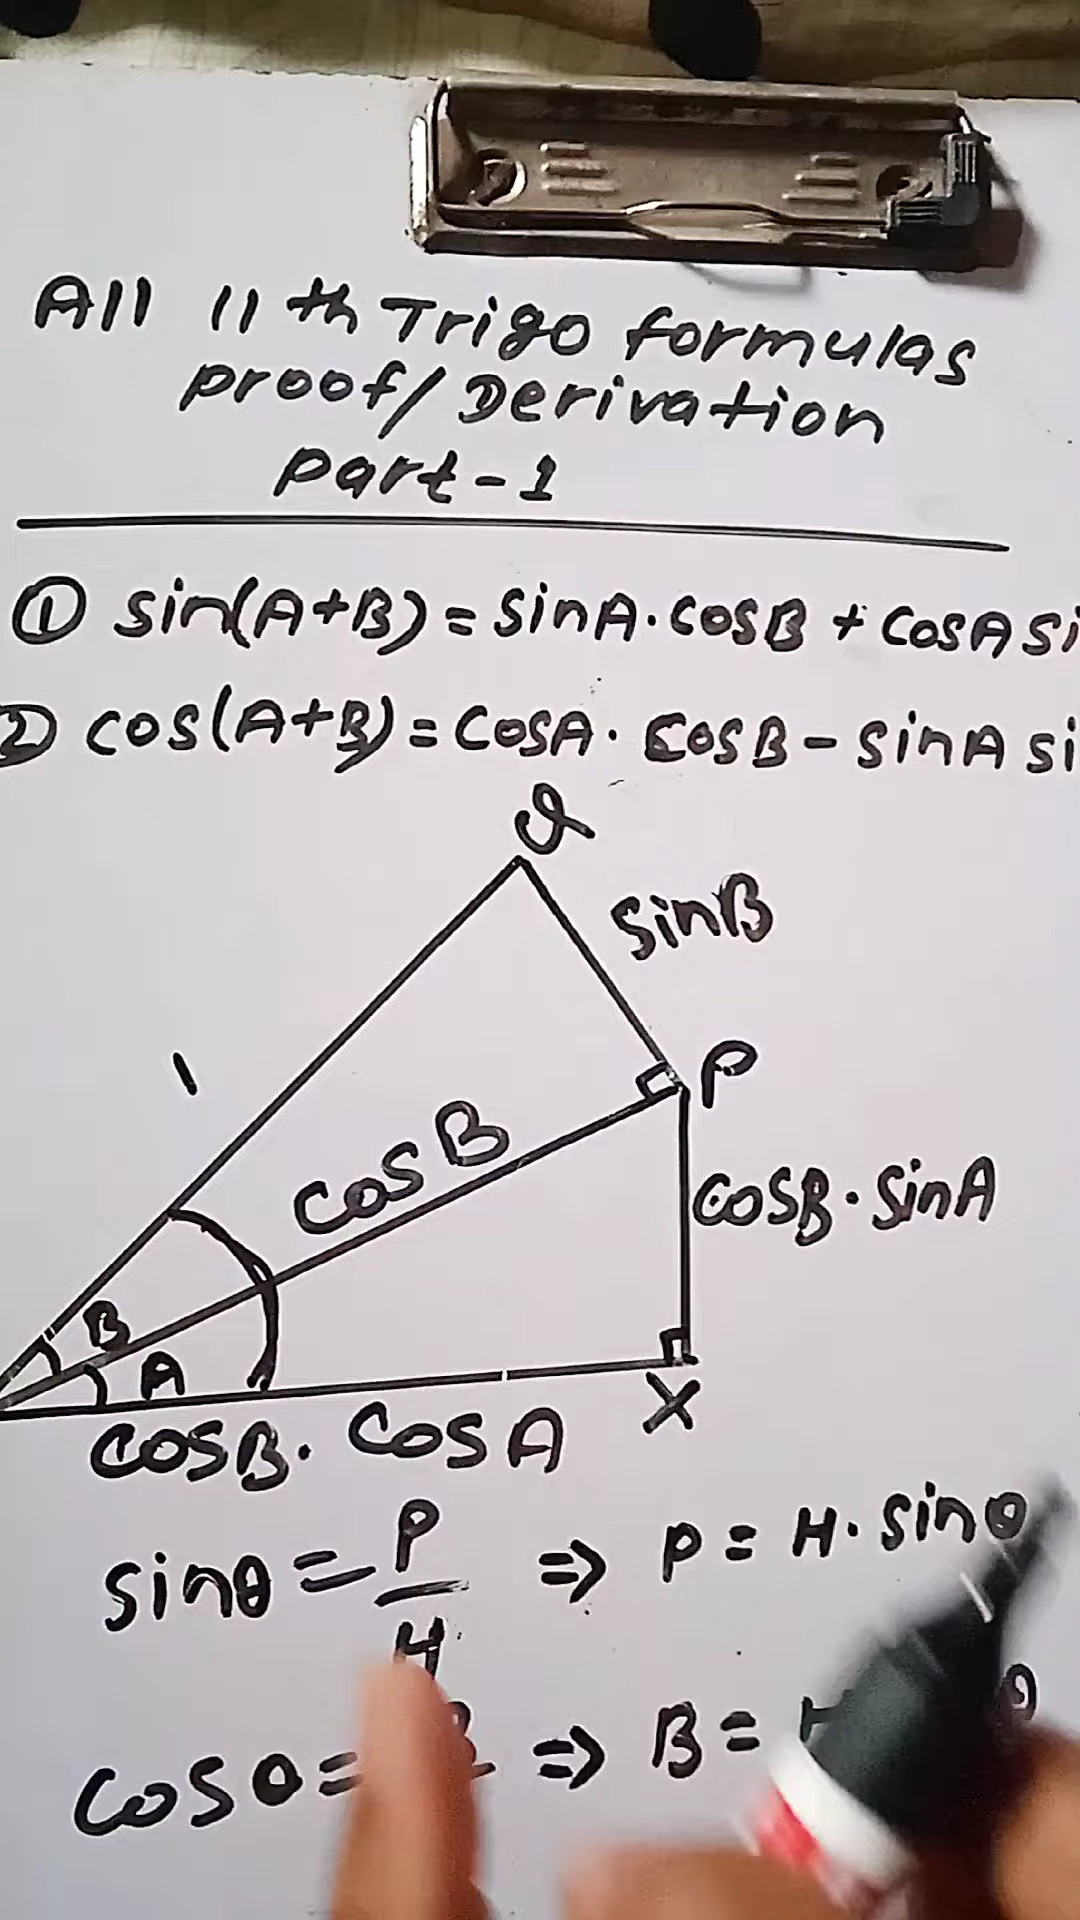 All 11th Trigo formulas
proof/Derivation
part-1
① sin(A+B)=sinA.cosB + cosA si
② cos(A+B)=cosA. cosB-sinA si
Q
sinB
1
P
cosB
cosB.sinA
B
A
X
cosB. cosA
sinθ = P/H ⇒ P = H. sinθ
cosθ = ⇒ B =